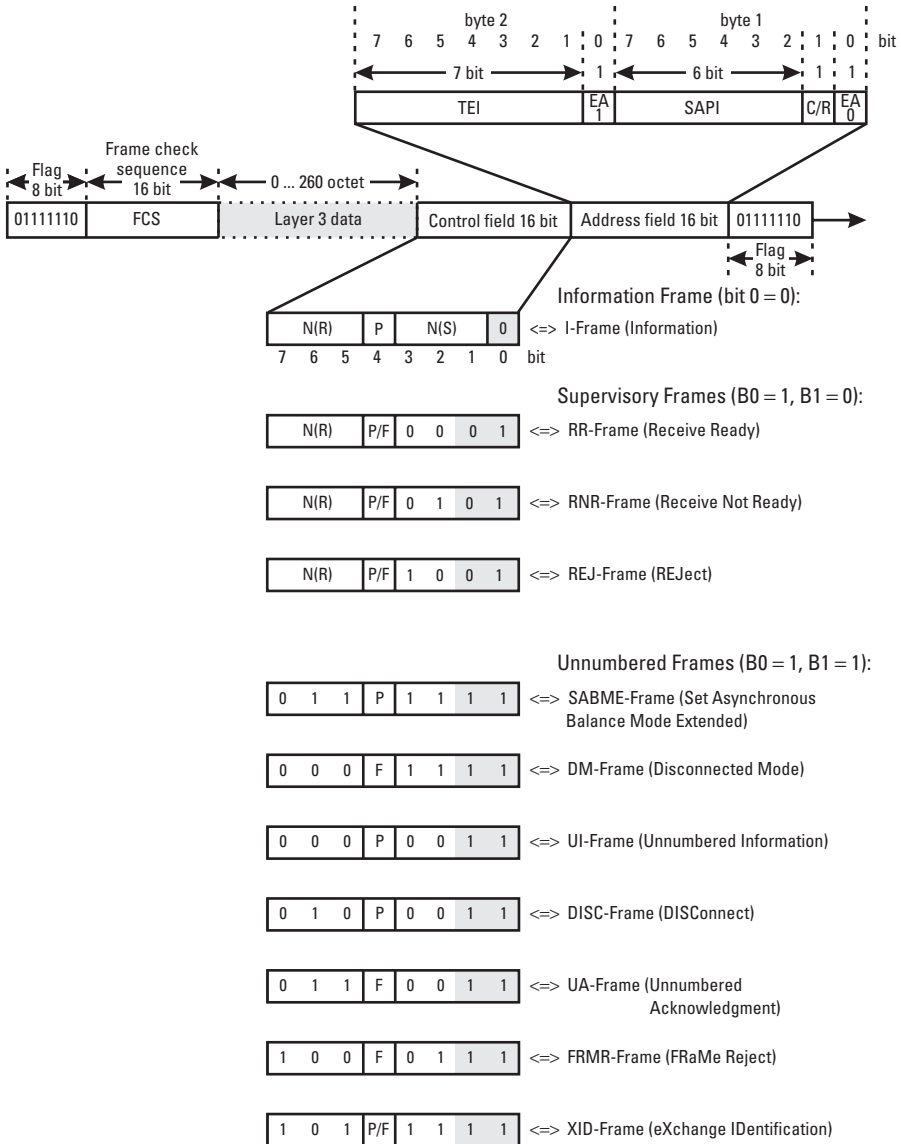 byte 2 byte 1
7 6 5 4 3 2 1 0 7 6 5 4 3 2 1 0 bit
7 bit 1 6 bit 1 1
TEI EA 1 SAPI C/R EA 0
Flag
8 bit
Frame check
sequence
16 bit
0 ... 260 octet
01111110 FCS Layer 3 data Control field 16 bit Address field 16 bit 01111110
Flag
8 bit
Information Frame (bit 0 = 0):
N(R) P N(S) 0 <=> I-Frame (Information)
7 6 5 4 3 2 1 0 bit
Supervisory Frames (B0 = 1, B1 = 0):
N(R) P/F 0 0 0 1 <=> RR-Frame (Receive Ready)
N(R) P/F 0 1 0 1 <=> RNR-Frame (Receive Not Ready)
N(R) P/F 1 0 0 1 <=> REJ-Frame (REJect)
Unnumbered Frames (B0 = 1, B1 = 1):
0 1 1 P 1 1 1 1 <=> SABME-Frame (Set Asynchronous
Balance Mode Extended)
0 0 0 F 1 1 1 1 <=> DM-Frame (Disconnected Mode)
0 0 0 P 0 0 1 1 <=> UI-Frame (Unnumbered Information)
0 1 0 P 0 0 1 1 <=> DISC-Frame (DISConnect)
0 1 1 F 0 0 1 1 <=> UA-Frame (Unnumbered
Acknowledgment)
1 0 0 F 0 1 1 1 <=> FRMR-Frame (FRaMe Reject)
1 0 1 P/F 1 1 1 1 <=> XID-Frame (eXchange IDentification)